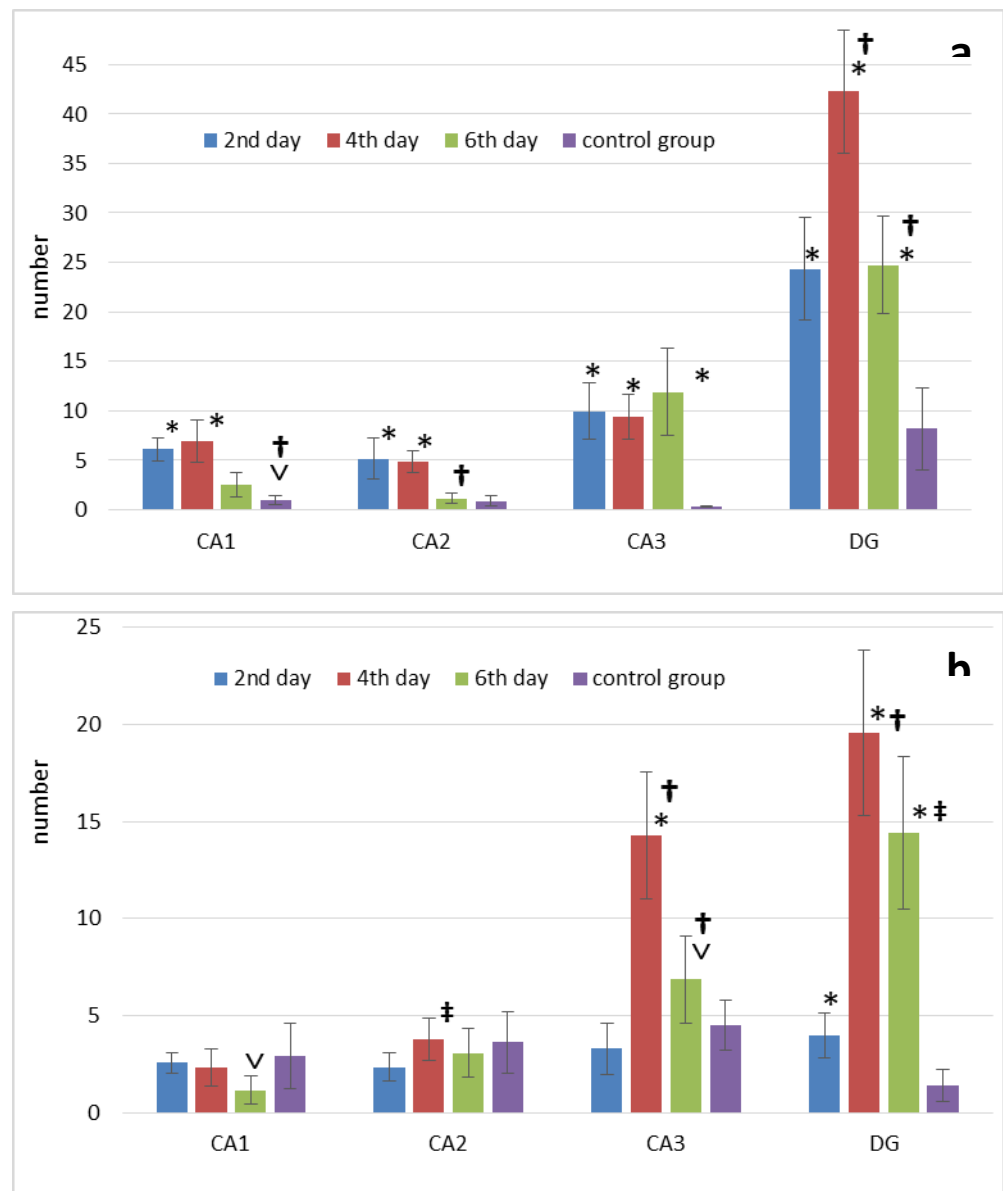 a
45
40
35
30
25
20
15
10
5
0
number
2nd day 4th day 6th day control group
† * * † * * * * † V * * † * * *
CA1 CA2 CA3 DG
b
25
20
15
10
5
0
number
2nd day 4th day 6th day control group
* † † * * ‡ † V ‡ * V
CA1 CA2 CA3 DG